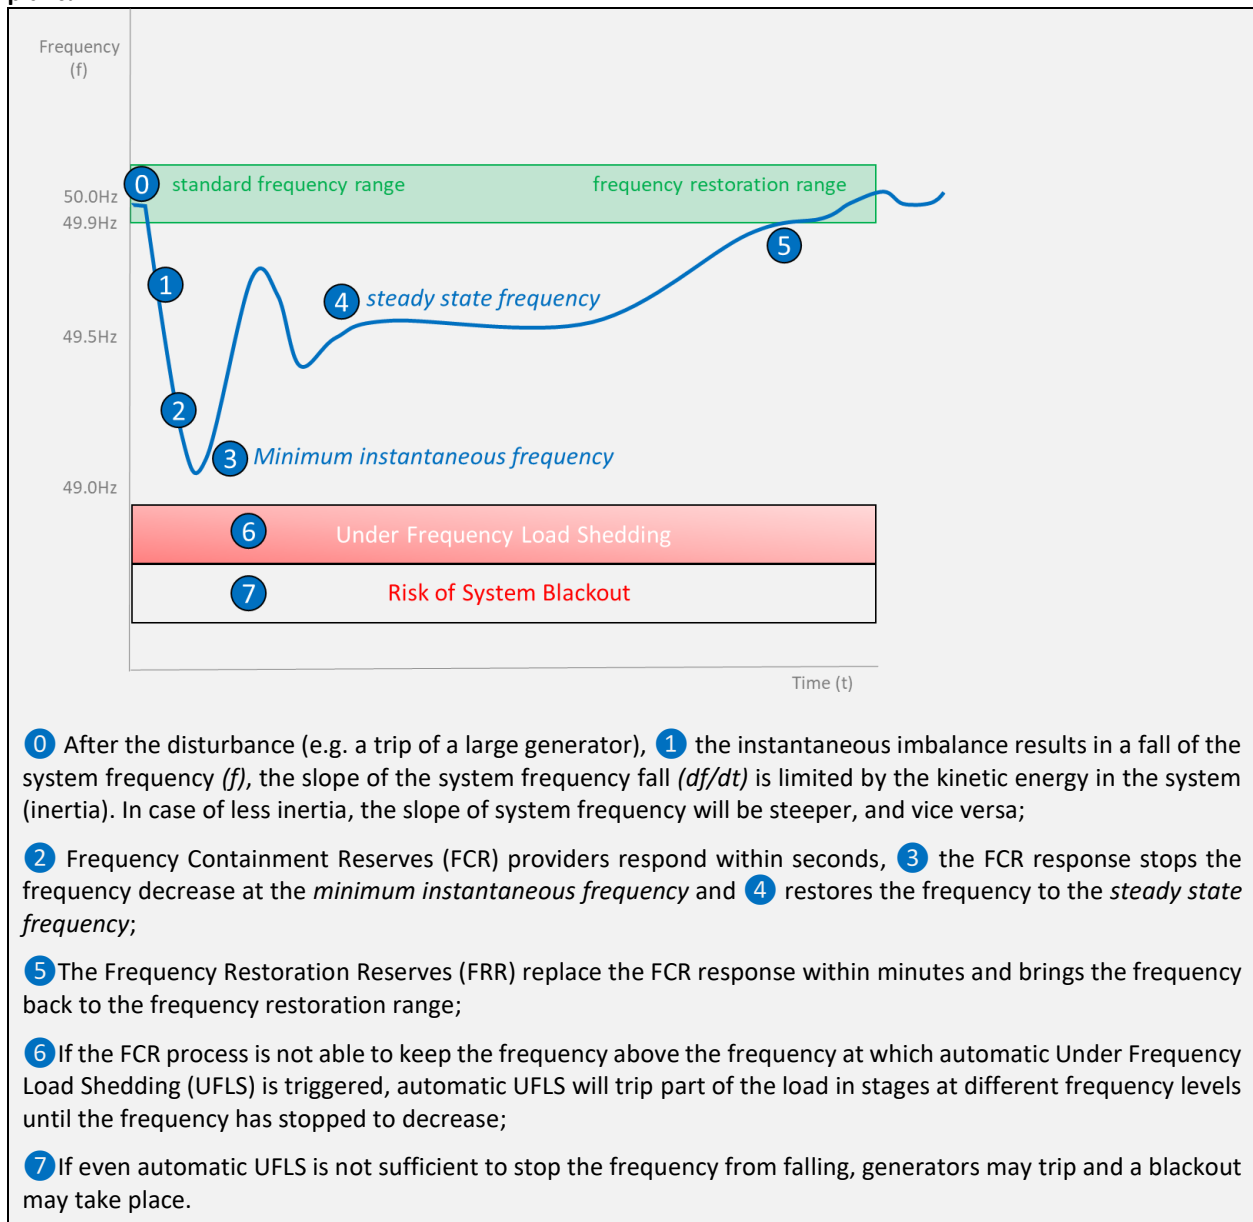 Frequency
(f)
0 standard frequency range frequency restoration range
50.0Hz
49.9Hz
5
1
4 steady state frequency
49.5Hz
2
3 Minimum instantaneous frequency
49.0Hz
6 Under Frequency Load Shedding
7 Risk of System Blackout
Time (t)
0 After the disturbance (e.g. a trip of a large generator), 1 the instantaneous imbalance results in a fall of the
system frequency (f), the slope of the system frequency fall (df/dt) is limited by the kinetic energy in the system
(inertia). In case of less inertia, the slope of system frequency will be steeper, and vice versa;
2 Frequency Containment Reserves (FCR) providers respond within seconds, 3 the FCR response stops the
frequency decrease at the minimum instantaneous frequency and 4 restores the frequency to the steady state
frequency;
5 The Frequency Restoration Reserves (FRR) replace the FCR response within minutes and brings the frequency
back to the frequency restoration range;
6 If the FCR process is not able to keep the frequency above the frequency at which automatic Under Frequency
Load Shedding (UFLS) is triggered, automatic UFLS will trip part of the load in stages at different frequency levels
until the frequency has stopped to decrease;
7 If even automatic UFLS is not sufficient to stop the frequency from falling, generators may trip and a blackout
may take place.